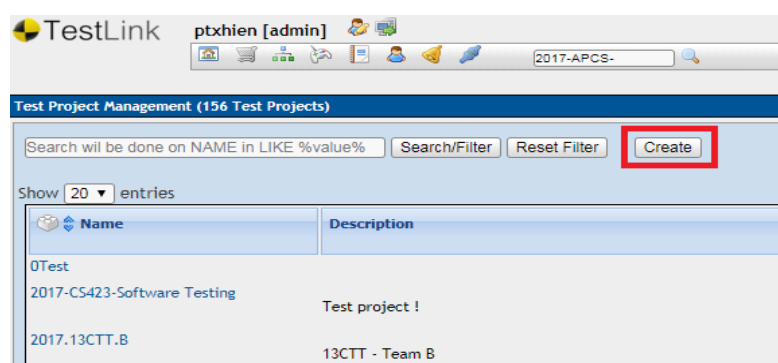 TestLink ptxhien [admin]
2017-APCS-
Test Project Management (156 Test Projects)
Search wil be done on NAME in LIKE %value% Search/Filter Reset Filter Create
Show 20 entries
Name Description
0Test
2017-CS423-Software Testing
Test project !
2017.13CTT.B
13CTT - Team B